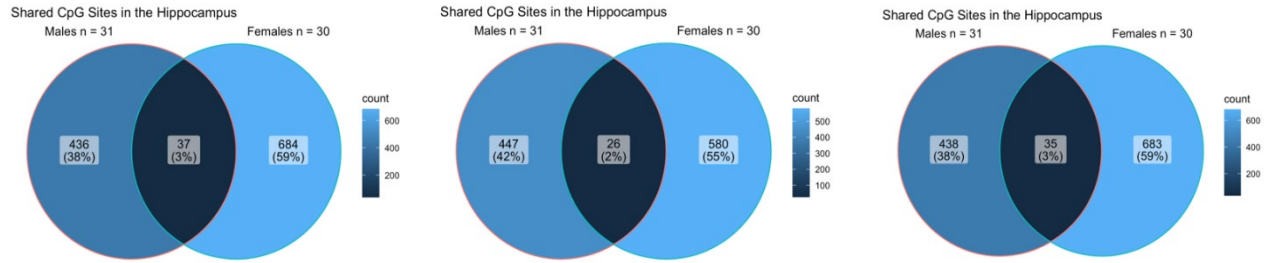 Shared CpG Sites in the Hippocampus
Males n = 31
Females n = 30
436
(38%)
37
(3%)
684
(59%)
count
600
400
200
Shared CpG Sites in the Hippocampus
Males n = 31
Females n = 30
447
(42%)
26
(2%)
580
(55%)
count
500
400
300
200
100
Shared CpG Sites in the Hippocampus
Males n = 31
Females n = 30
438
(38%)
35
(3%)
683
(59%)
count
600
400
200